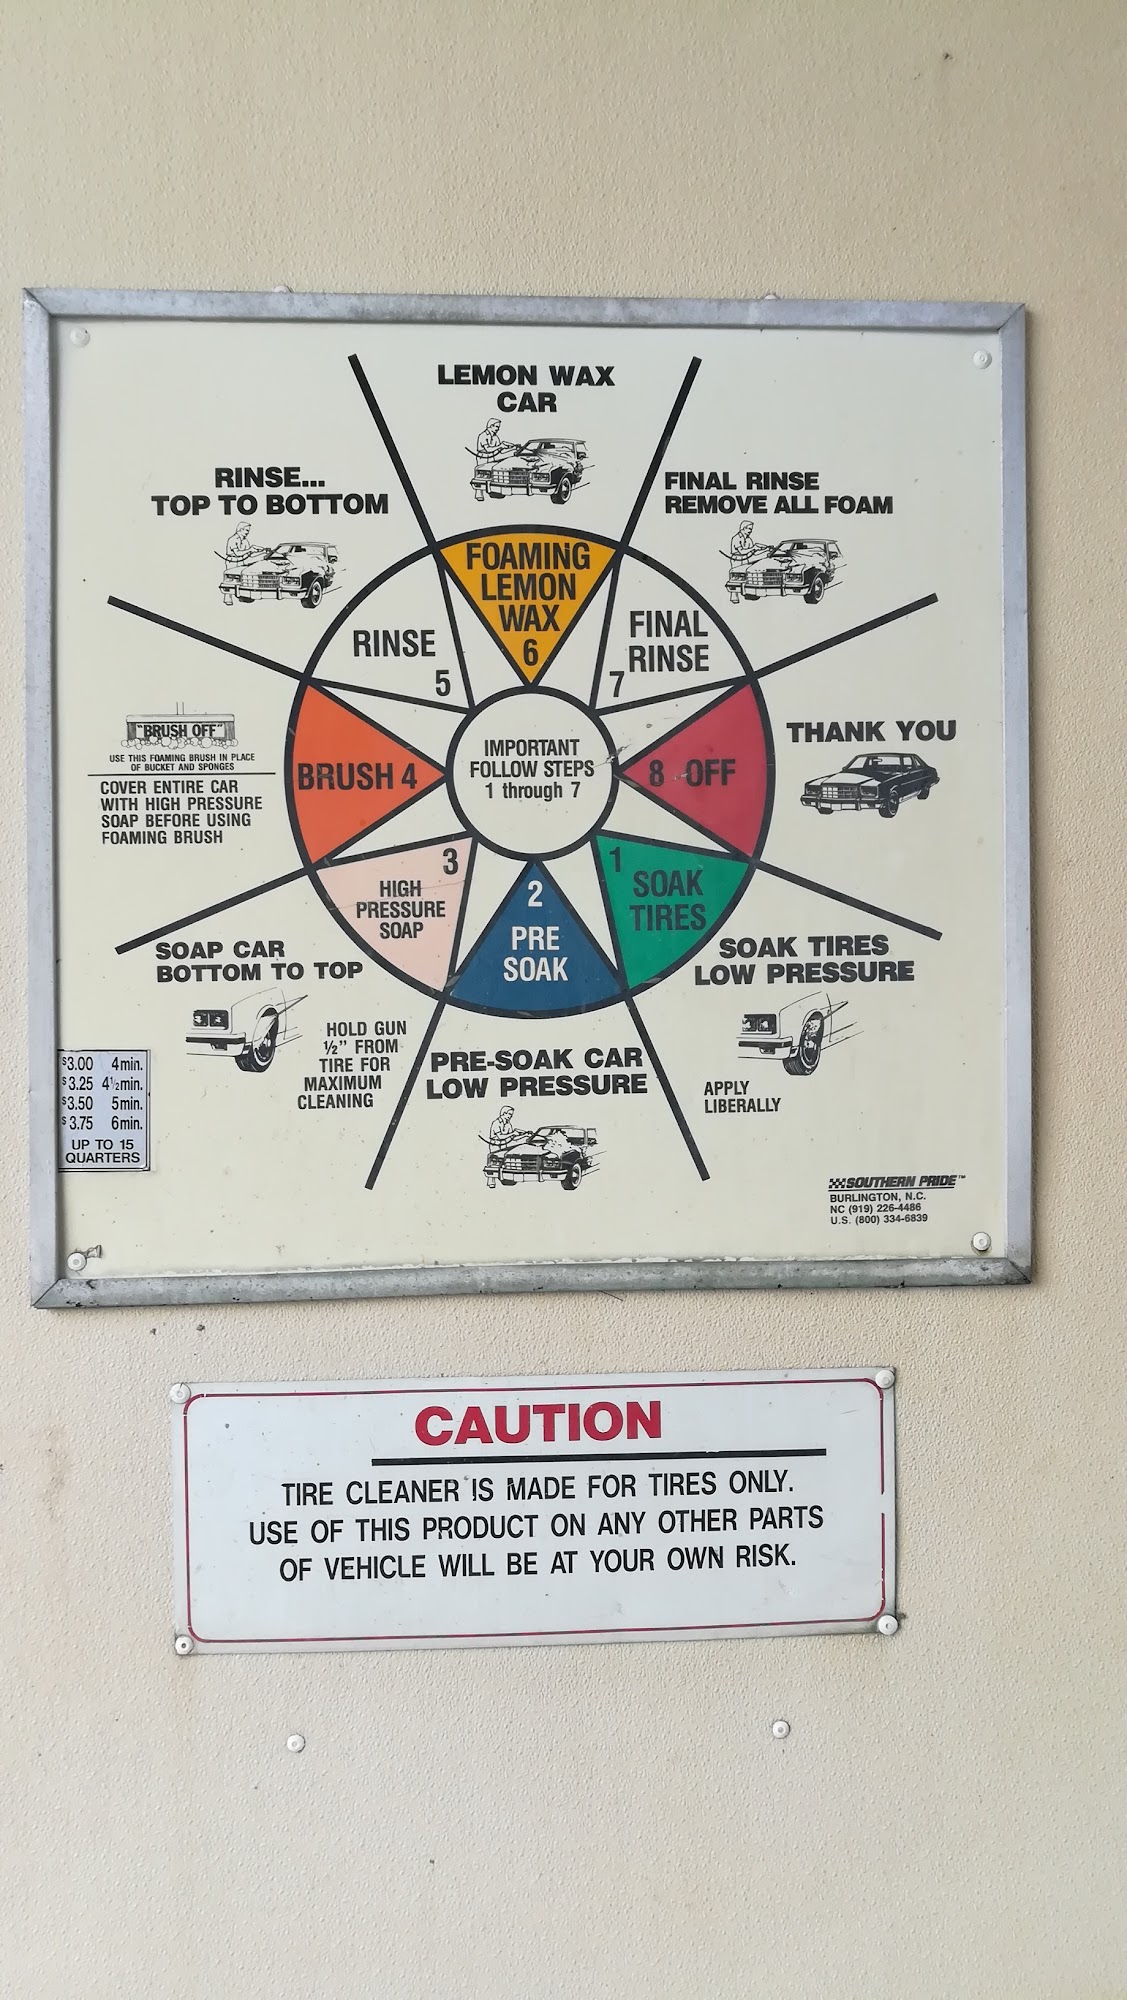 LEMON WAX
CAR
RINSE...
TOP TO BOTTOM
FINAL RINSE
REMOVE ALL FOAM
FOAMING
LEMON
WAX
6
RINSE
5
FINAL
RINSE
7
"BRUSH OFF"
USE THIS FOAMING BRUSH IN PLACE
OF BUCKET AND SPONGES
COVER ENTIRE CAR
WITH HIGH PRESSURE
SOAP BEFORE USING
FOAMING BRUSH
BRUSH 4
IMPORTANT
FOLLOW STEPS
1 through 7
8 OFF
THANK YOU
3
HIGH
PRESSURE
SOAP
2
PRE
SOAK
1
SOAK
TIRES
SOAP CAR
BOTTOM TO TOP
HOLD GUN
½" FROM
TIRE FOR
MAXIMUM
CLEANING
PRE-SOAK CAR
LOW PRESSURE
SOAK TIRES
LOW PRESSURE
APPLY
LIBERALLY
$3.00 4min.
$3.25 4½min.
$3.50 5min.
$3.75 6min.
UP TO 15
QUARTERS
SOUTHERN PRIDE™
BURLINGTON, N.C.
NC (919) 226-4486
U.S. (800) 334-6839
CAUTION
TIRE CLEANER IS MADE FOR TIRES ONLY.
USE OF THIS PRODUCT ON ANY OTHER PARTS
OF VEHICLE WILL BE AT YOUR OWN RISK.